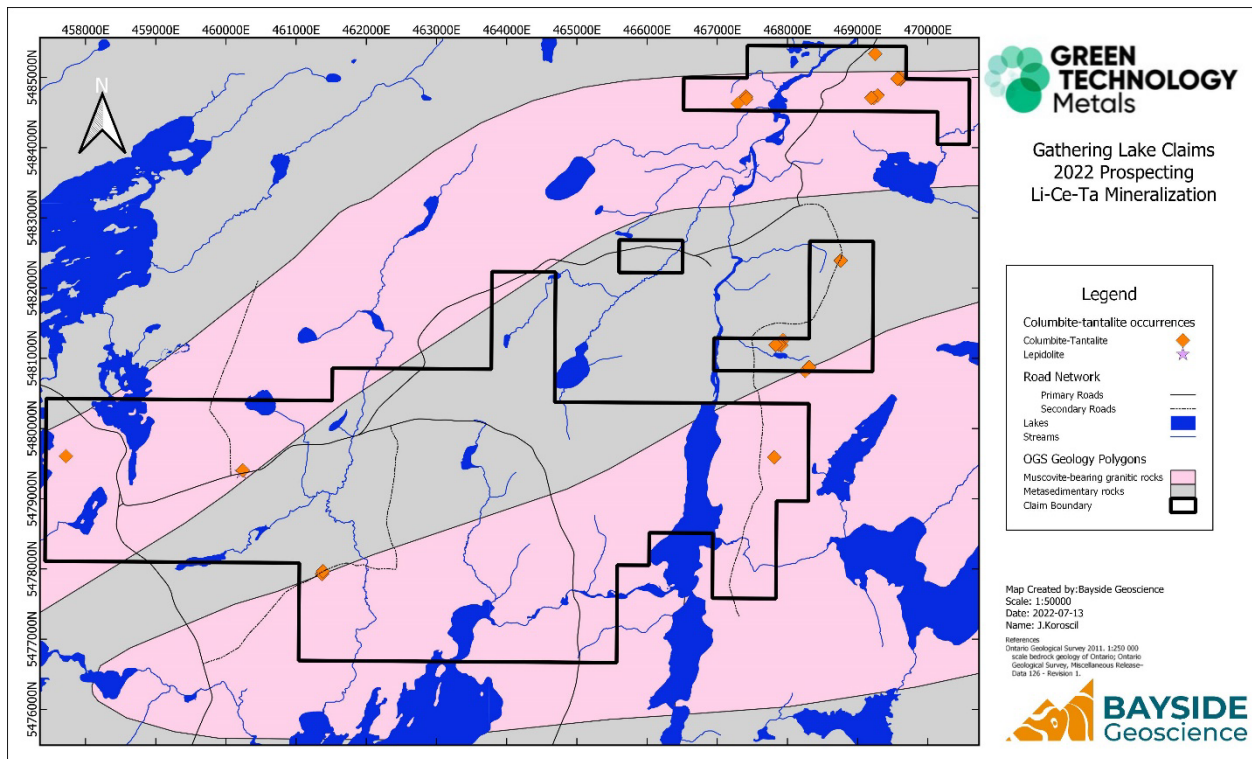 458000E 459000E 460000E 461000E 462000E 463000E 464000E 465000E 466000E 467000E 468000E 469000E 470000E
5485000N
5484000N
5483000N
5482000N
5481000N
5480000N
5479000N
5478000N
5477000N
5476000N
N
GREEN
TECHNOLOGY
Metals
Gathering Lake Claims
2022 Prospecting
Li-Ce-Ta Mineralization
Legend
Columbite-tantalite occurrences
Columbite-Tantalite
Lepidolite
Road Network
Primary Roads
Secondary Roads
Lakes
Streams
OGS Geology Polygons
Muscovite-bearing granitic rocks
Metasedimentary rocks
Claim Boundary
Map Created by:Bayside Geoscience
Scale: 1:50000
Date: 2022-07-13
Name: J.Koroscil
References
Ontario Geological Survey 2011. 1:250 000
scale bedrock geology of Ontario; Ontario
Geological Survey, Miscellaneous Release-
Data 126 - Revision 1.
BAYSIDE
Geoscience